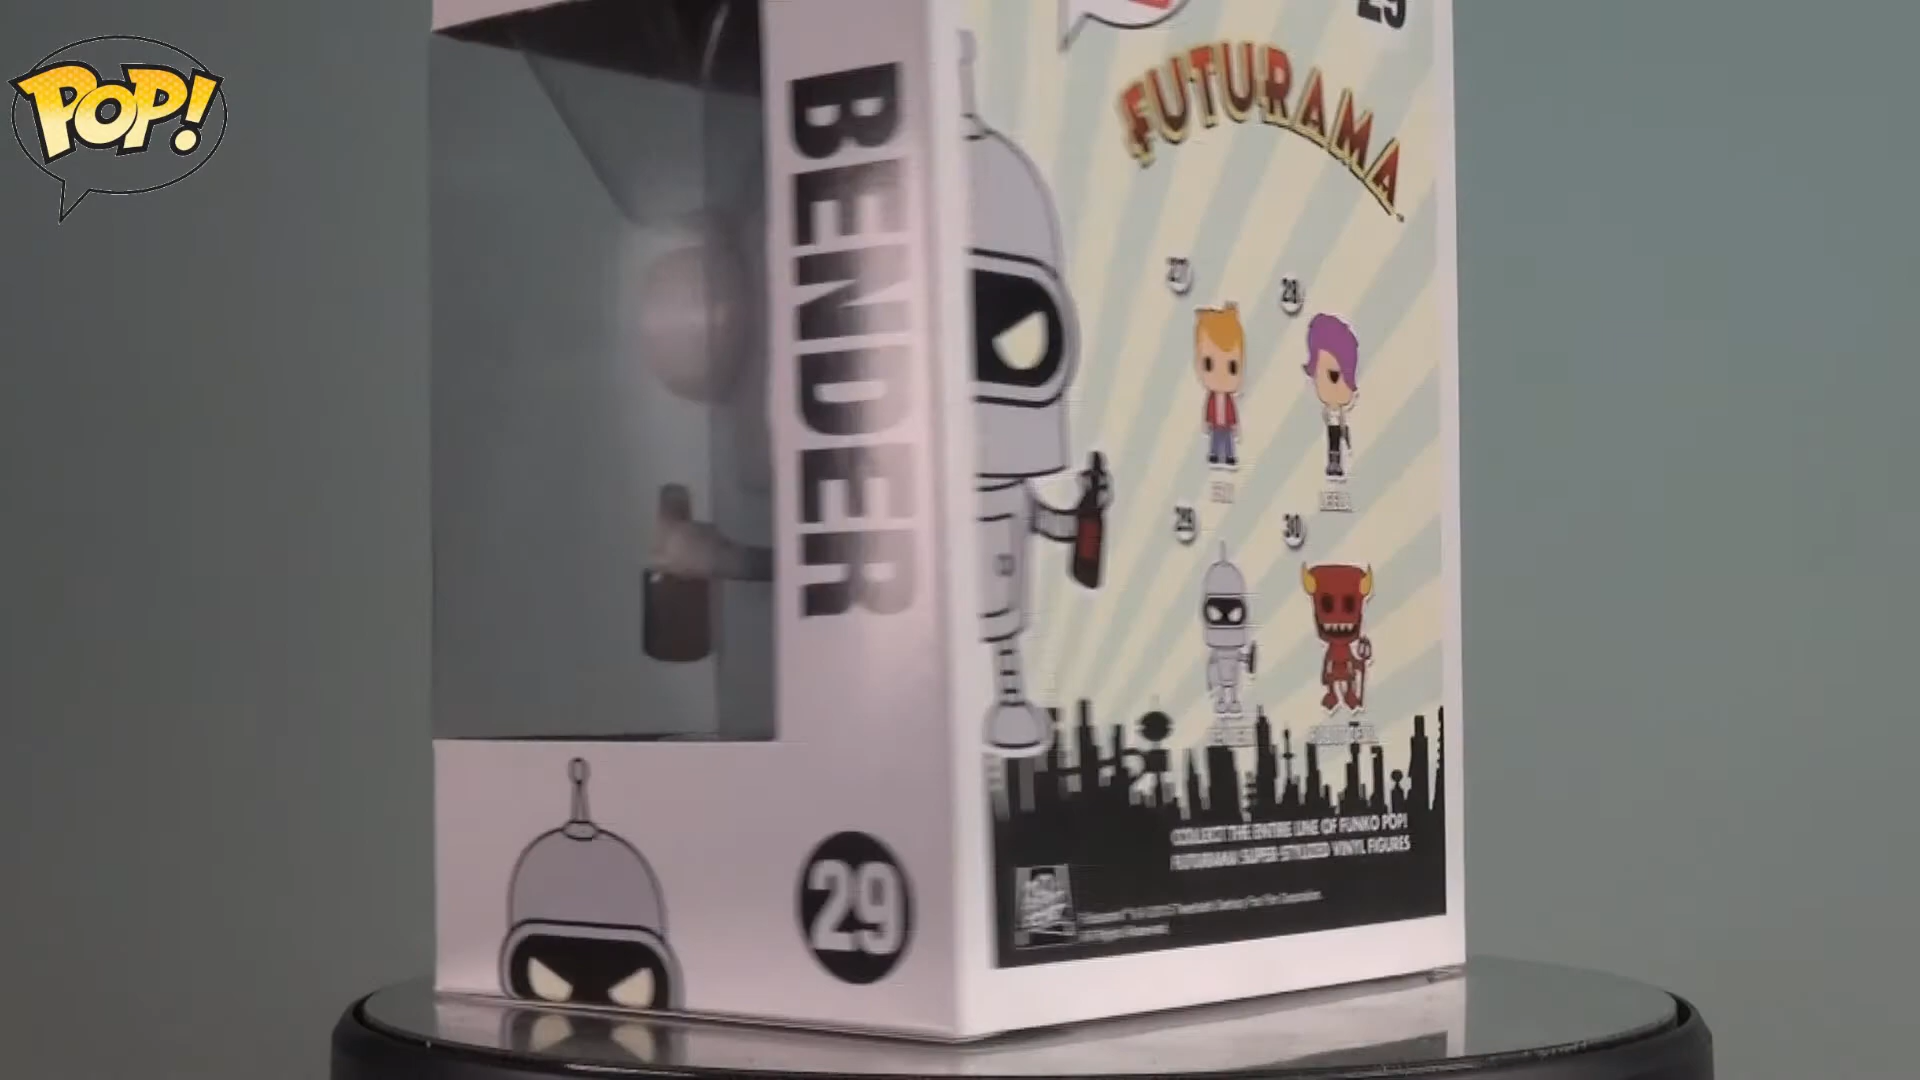 POP!
BENDER
29
29
FUTURAMA
27
28
29
30
COLLECT THE ENTIRE LINE OF FUNKO POP!
FUTURAMA SUPER STYLIZED VINYL FIGURES